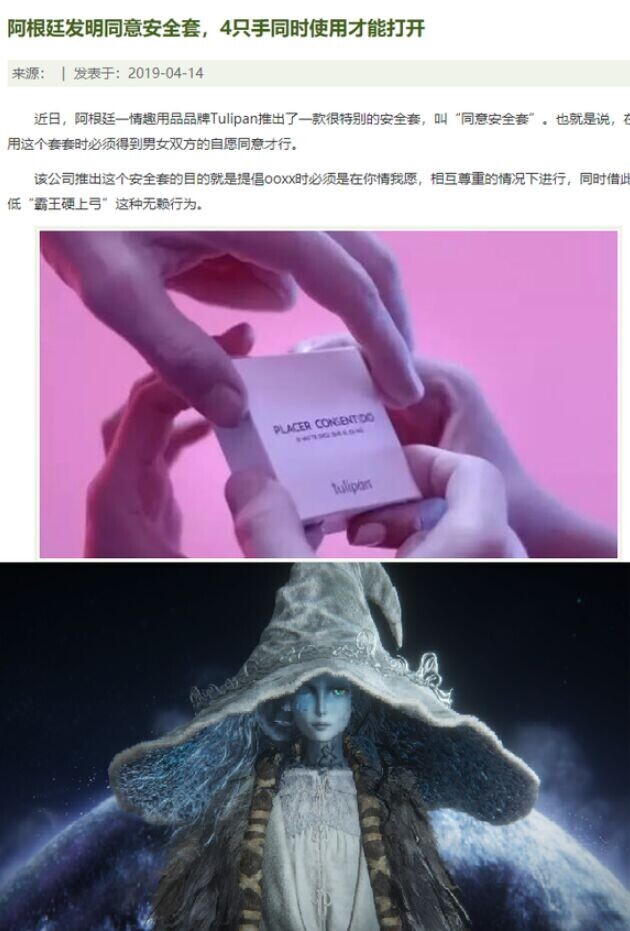 阿根廷发明同意安全套，4只手同时使用才能打开
来源： | 发表于：2019-04-14
近日，阿根廷一情趣用品品牌Tulipan推出了一款很特别的安全套，叫“同意安全套”。也就是说，在
用这个套套时必须得到男女双方的自愿同意才行。
该公司推出这个安全套的目的就是提倡ooxx时必须是在你情我愿，相互尊重的情况下进行，同时借此
低“霸王硬上弓”这种无赖行为。
PLACER CONSENTIDO
tulipán